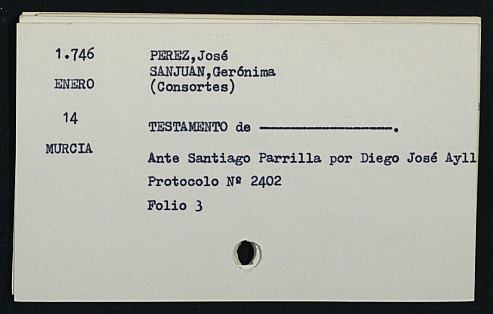 1.746
ENERO
14
MURCIA
PEREZ,José
SANJUAN,Gerónima
(Consortes)
TESTAMENTO de ——————————.
Ante Santiago Parrilla por Diego José Ayll
Protocolo Nº 2402
Folio 3